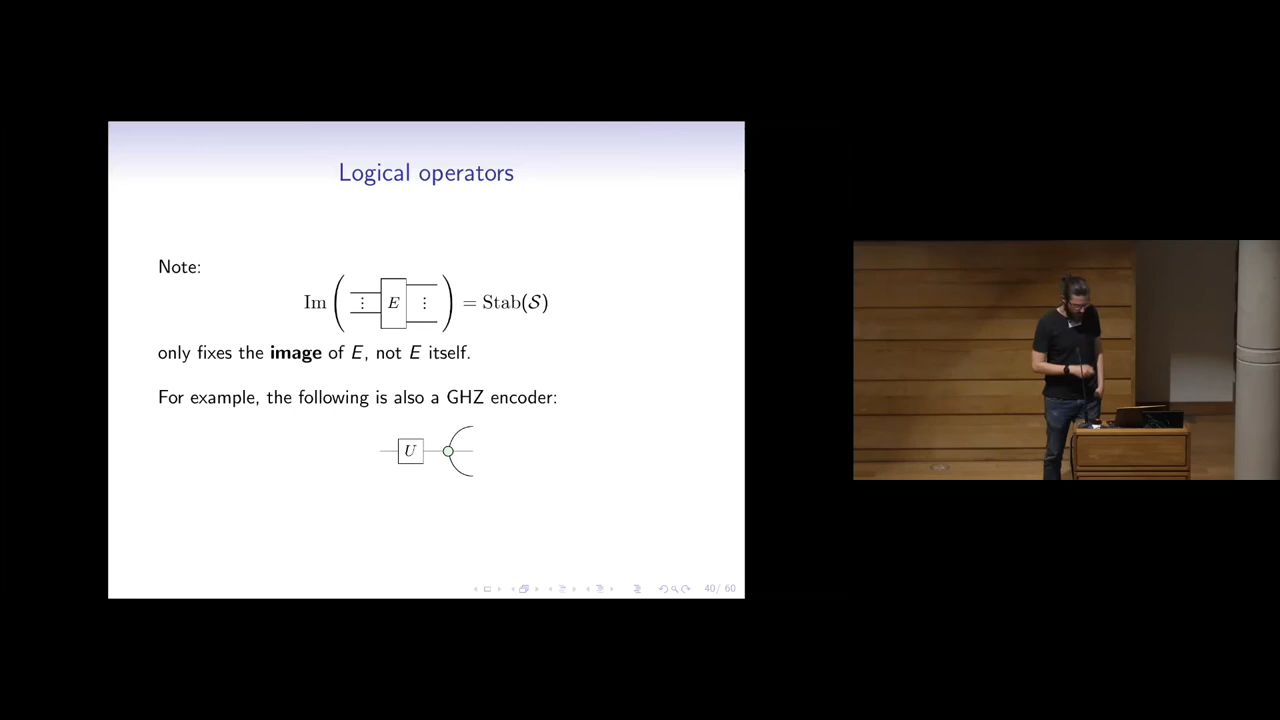 Logical operators
Note:
Im ( ⋮ E ⋮ ) = Stab(𝒮)
only fixes the image of E, not E itself.
For example, the following is also a GHZ encoder:
U
40 / 60